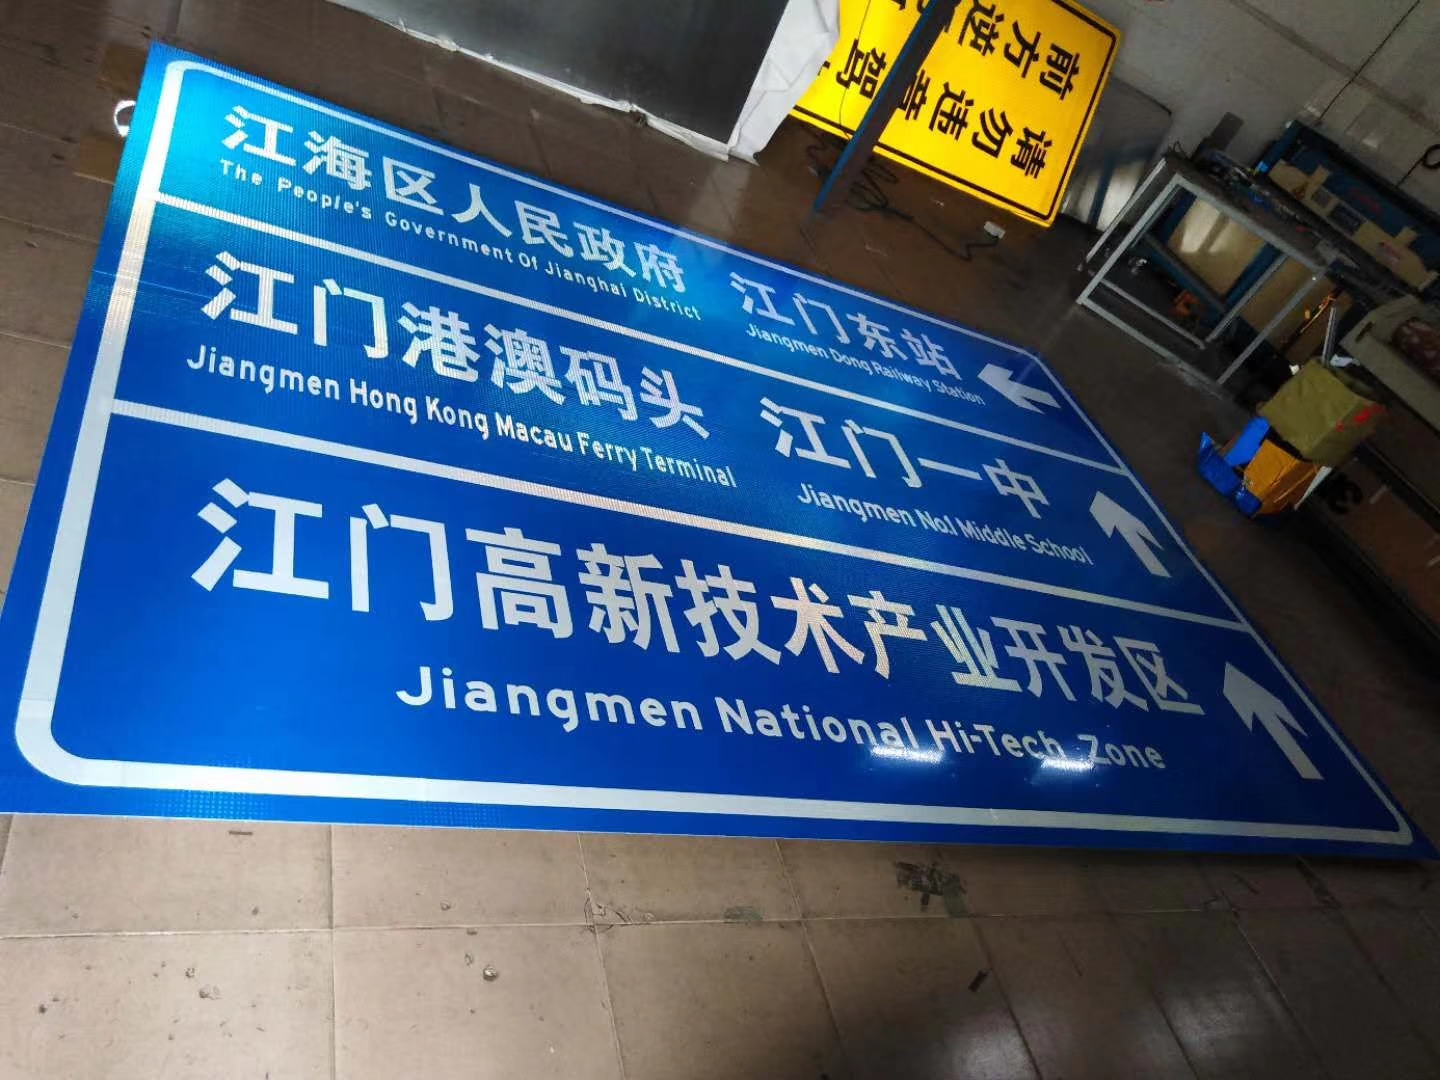 江海区人民政府
The People's Government Of Jianghai District
江门东站
Jiangmen Dong Railway Station
江门港澳码头
Jiangmen Hong Kong Macau Ferry Terminal
江门一中
Jiangmen No.1 Middle School
江门高新技术产业开发区
Jiangmen National Hi-Tech Zone
前方逆
请勿违章
驾